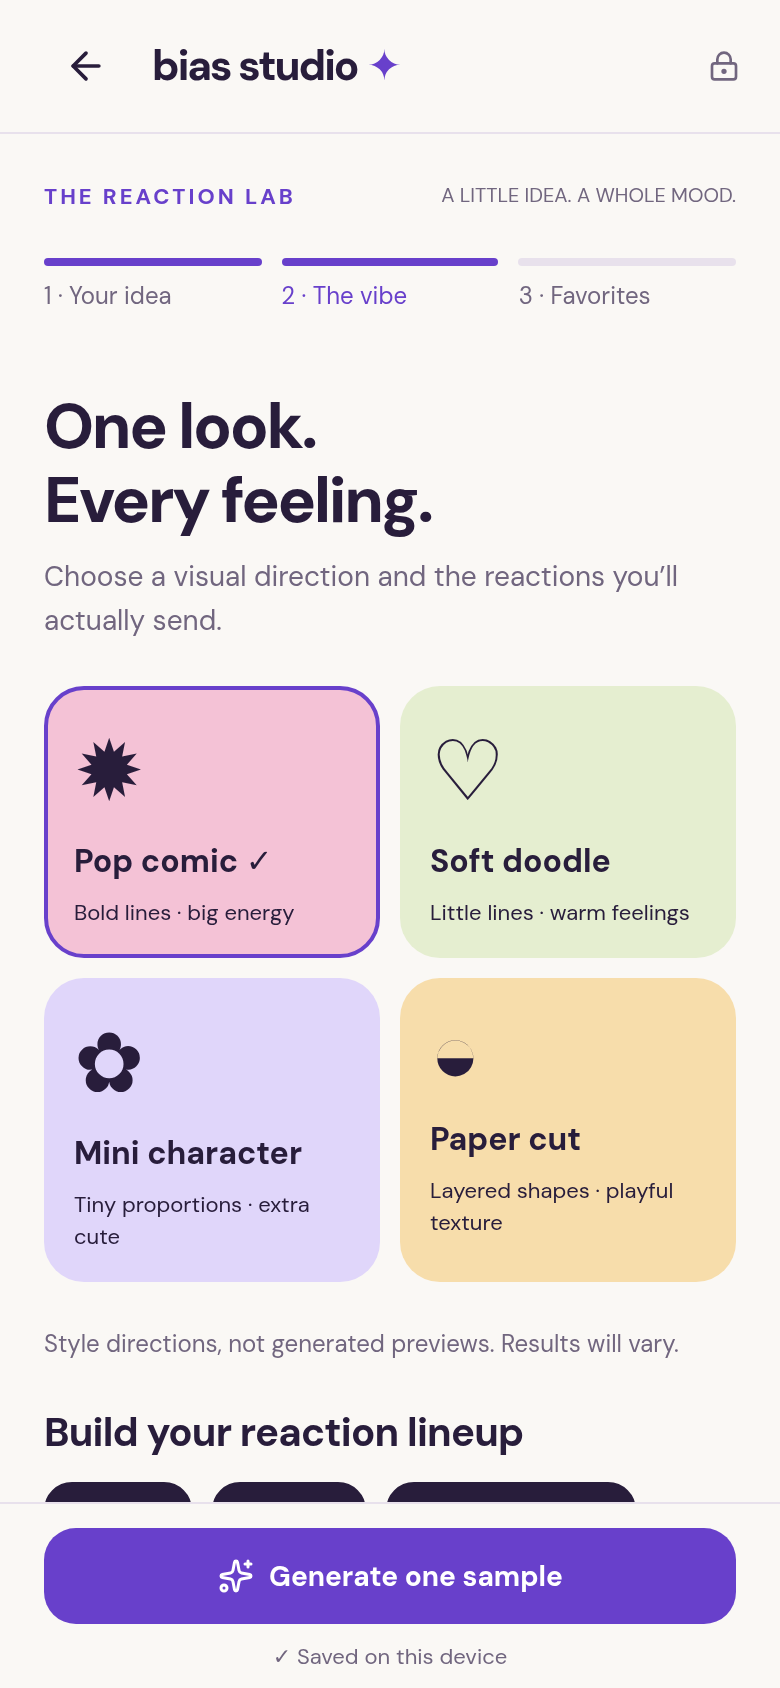 bias studio ✦
THE REACTION LAB
A LITTLE IDEA. A WHOLE MOOD.
1 · Your idea
2 · The vibe
3 · Favorites
One look.
Every feeling.
Choose a visual direction and the reactions you’ll
actually send.
Pop comic ✓
Bold lines · big energy
Soft doodle
Little lines · warm feelings
Mini character
Tiny proportions · extra
cute
Paper cut
Layered shapes · playful
texture
Style directions, not generated previews. Results will vary.
Build your reaction lineup
Generate one sample
✓ Saved on this device